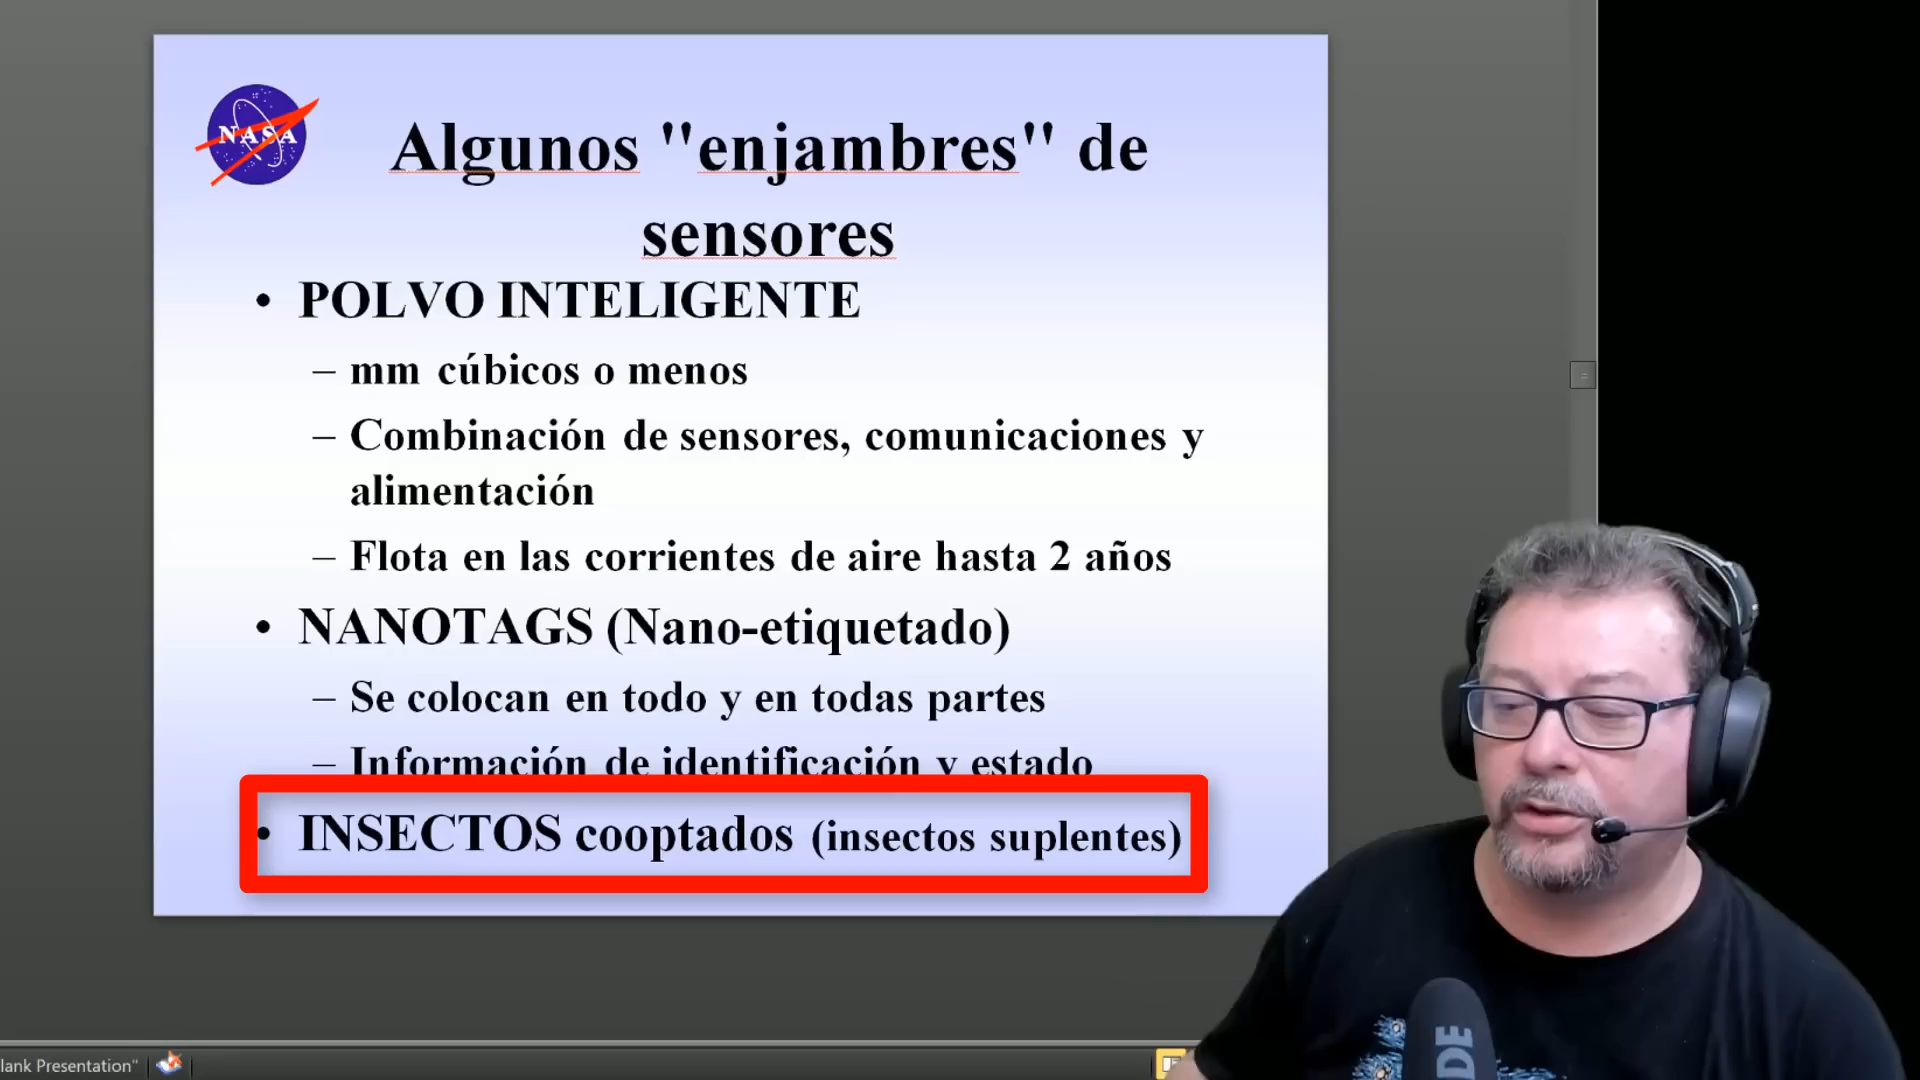 NASA
Algunos "enjambres" de
sensores
• POLVO INTELIGENTE
– mm cúbicos o menos
– Combinación de sensores, comunicaciones y
alimentación
– Flota en las corrientes de aire hasta 2 años
• NANOTAGS (Nano-etiquetado)
– Se colocan en todo y en todas partes
– Información de identificación y estado
• INSECTOS cooptados (insectos suplentes)
lank Presentation"
DE